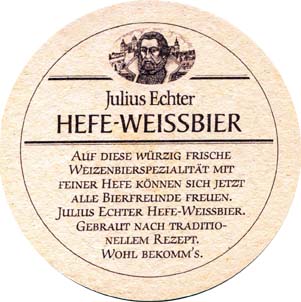 Julius Echter
HEFE-WEISSBIER
AUF DIESE WÜRZIG FRISCHE
WEIZENBIERSPEZIALITÄT MIT
FEINER HEFE KÖNNEN SICH JETZT
ALLE BIERFREUNDE FREUEN.
JULIUS ECHTER HEFE-WEISSBIER.
GEBRAUT NACH TRADITIO-
NELLEM REZEPT.
WOHL BEKOMM'S.